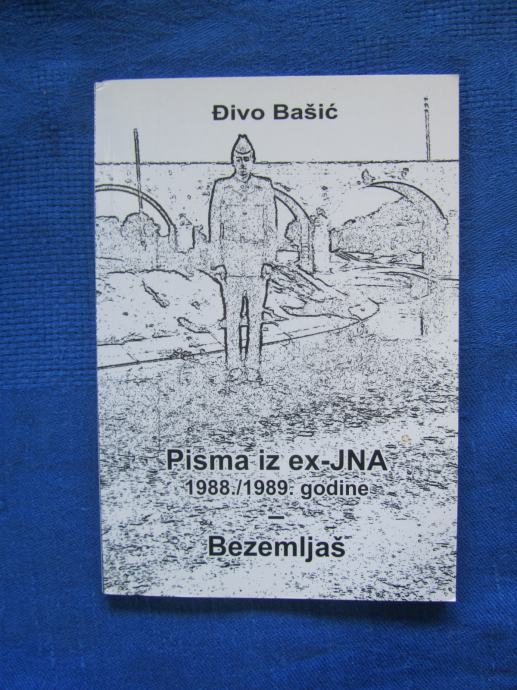 Đivo Bašić
Pisma iz ex-JNA
1988./1989. godine
–
Bezemljaš